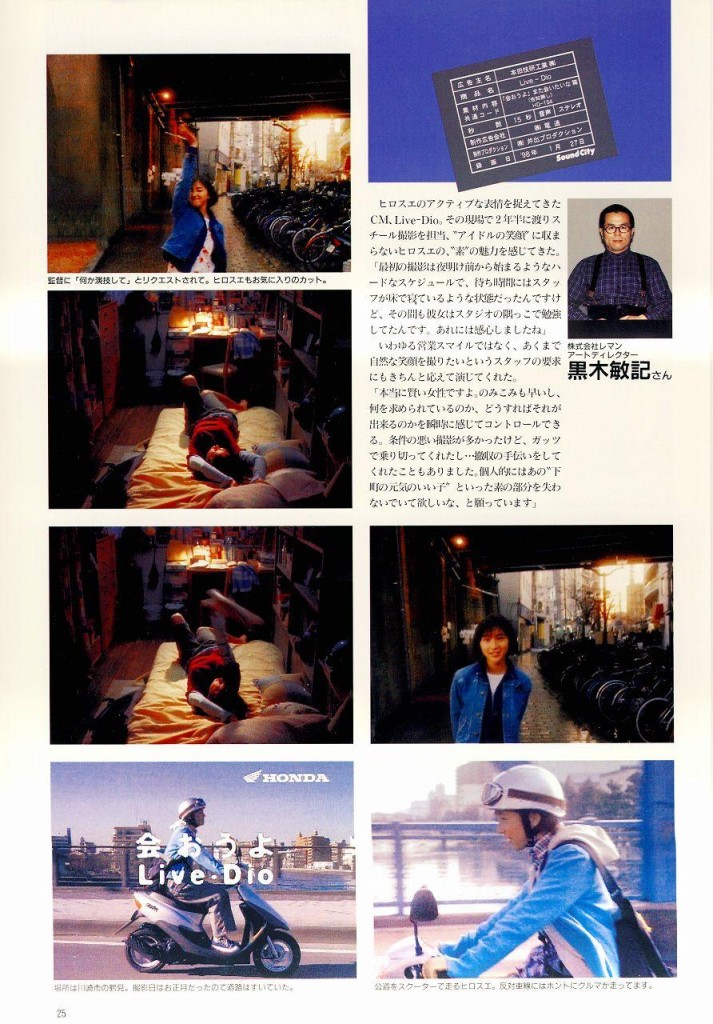 広告主名 本田技研工業㈱
商品名 Live－Dio
素材内容 「会おうよ」また会いたいな篇
(告知無し)
共通コード HO-154
秒数 15秒 音声 ステレオ
制作広告会社 ㈱電通
制作プロダクション ㈱井出プロダクション
録画日 '98年 1月 27日
SoundCity
監督に「何か演技して」とリクエストされて。ヒロスエもお気に入りのカット。
ヒロスエのアクティブな表情を捉えてきた
CM、Live-Dio。その現場で2年半に渡りス
チール撮影を担当、“アイドルの笑顔”に収ま
らないヒロスエの、“素”の魅力を感じてきた。
「最初の撮影は夜明け前から始まるようなハ
ードなスケジュールで、待ち時間にはスタッ
フが床で寝ているような状態だったんですけ
ど、その間も彼女はスタジオの隅っこで勉強
してたんです。あれには感心しましたね」
いわゆる営業スマイルではなく、あくまで
自然な笑顔を撮りたいというスタッフの要求
にもきちんと応えて演じてくれた。
「本当に賢い女性ですよ。のみこみも早いし、
何を求められているのか、どうすればそれが
出来るのかを瞬時に感じてコントロールでき
る。条件の悪い撮影が多かったけど、ガッツ
で乗り切ってくれたし…撤収の手伝いをして
くれたこともありました。個人的にはあの“下
町の元気のいい子”といった素の部分を失わ
ないでいて欲しいな、と願っています」
株式会社レマン
アートディレクター
黒木敏記さん
HONDA
会おうよ
Live・Dio
場所は川崎市の鶴見。撮影日はお正月だったので道路はすいていた。
公道をスクーターで走るヒロスエ。反対車線にはホントにクルマか走ってます。
25